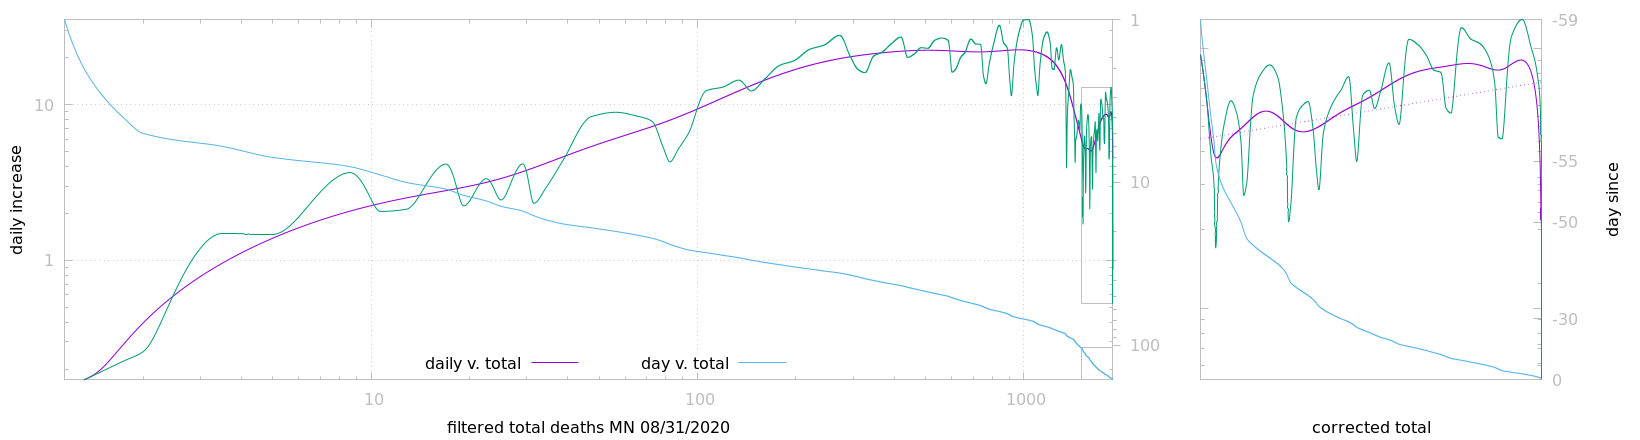 daily increase
10
1
daily v. total
day v. total
10
100
1000
filtered total deaths MN 08/31/2020
1
10
100
-59
-55
-50
-30
0
day since
corrected total